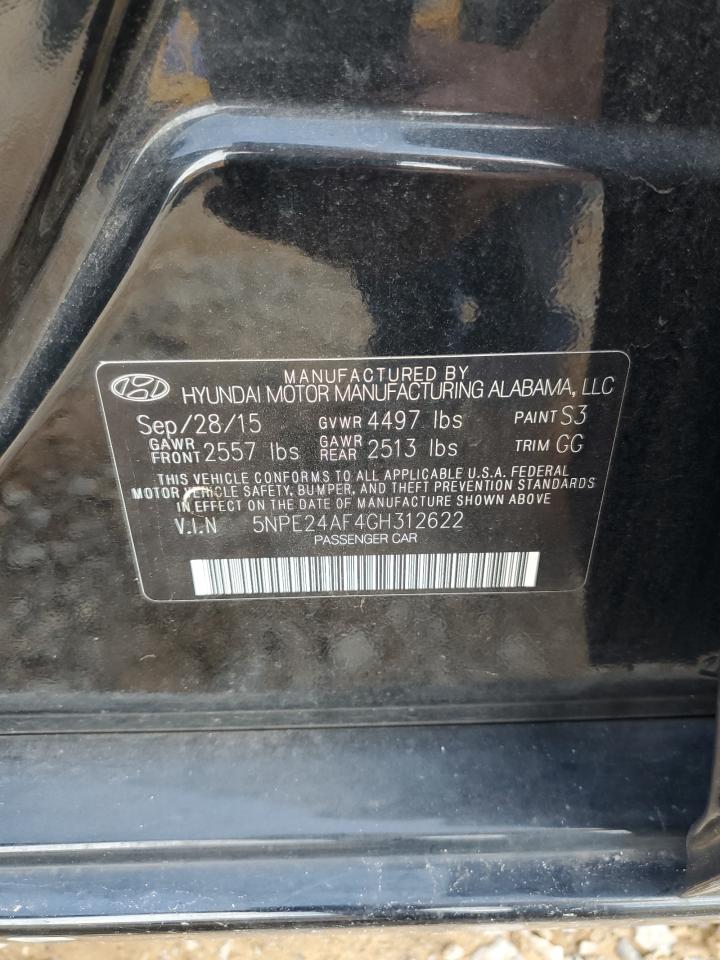 MANUFACTURED BY
HYUNDAI MOTOR MANUFACTURING ALABAMA, LLC
Sep/28/15 GVWR 4497 lbs PAINT S3
GAWR FRONT 2557 lbs GAWR REAR 2513 lbs TRIM GG
THIS VEHICLE CONFORMS TO ALL APPLICABLE U.S.A. FEDERAL
MOTOR VEHICLE SAFETY, BUMPER, AND THEFT PREVENTION STANDARDS
IN EFFECT ON THE DATE OF MANUFACTURE SHOWN ABOVE
V.I.N 5NPE24AF4GH312622
PASSENGER CAR